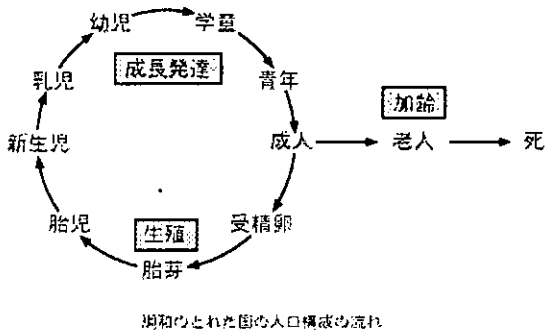 幼児
学童
成長発達
乳児
青年
加齢
新生児
成人
老人
死
胎児
生殖
受精卵
胎芽
調和のとれた国の人口構成の流れ